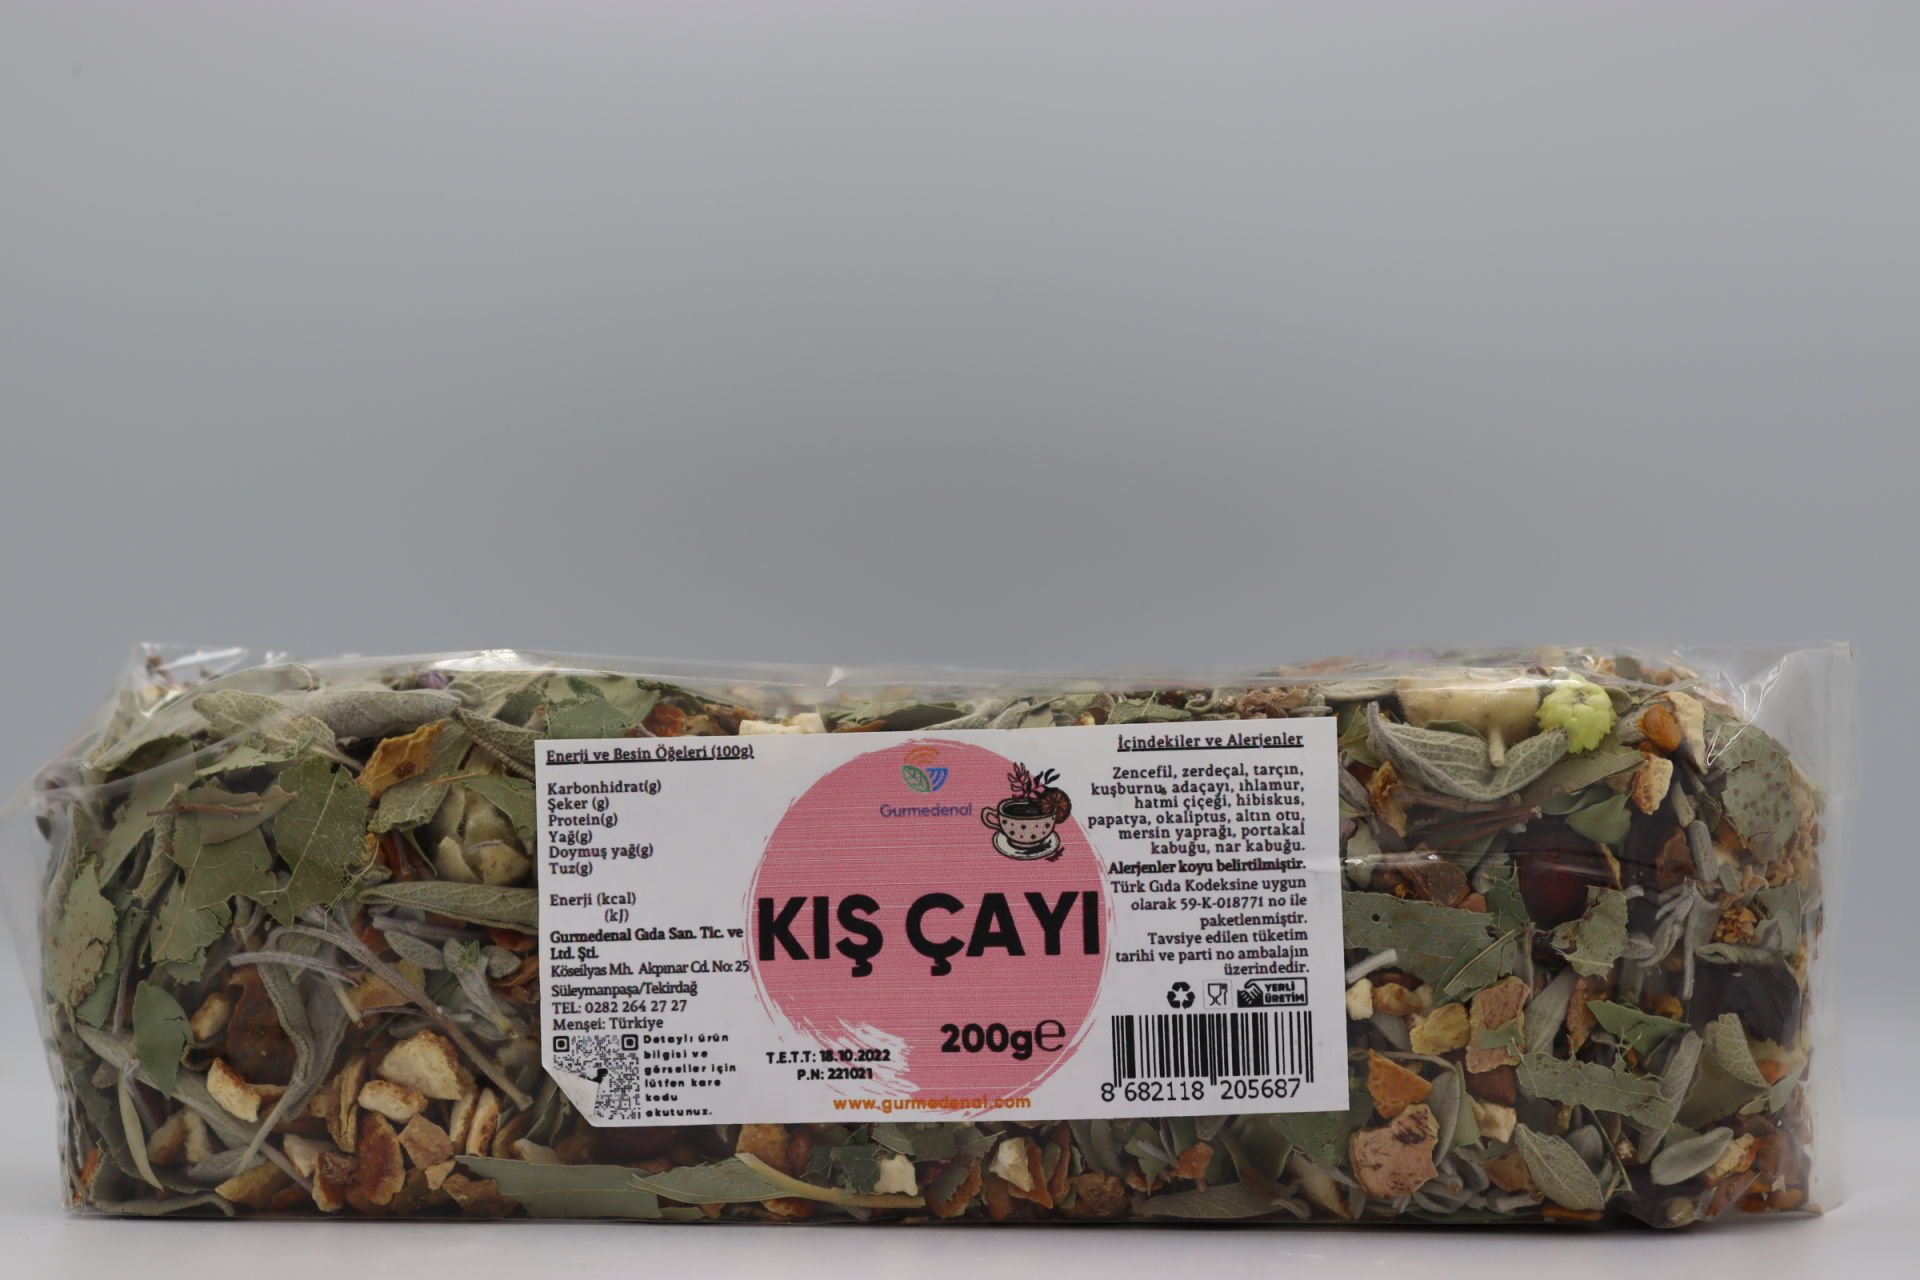 Enerji ve Besin Öğeleri (100g)
Karbonhidrat(g)
Şeker (g)
Protein(g)
Yağ(g)
Doymuş yağ(g)
Tuz(g)
Enerji (kcal)
(kJ)
Gurmedenal Gıda San. Tic. ve
Ltd. Şti.
Köseilyas Mh. Akpınar Cd. No: 25
Süleymanpaşa/Tekirdağ
TEL: 0282 264 27 27
Menşei: Türkiye
Detaylı ürün
bilgisi ve
görseller için
lütfen kare
kodu
okutunuz.
Gurmedenal
KIŞ ÇAYI
200g℮
T.E.T.T: 18.10.2022
P.N: 221021
www.gurmedenal.com
İçindekiler ve Alerjenler
Zencefil, zerdeçal, tarçın,
kuşburnu, adaçayı, ıhlamur,
hatmi çiçeği, hibiskus,
papatya, okaliptus, altın otu,
mersin yaprağı, portakal
kabuğu, nar kabuğu.
Alerjenler koyu belirtilmiştir.
Türk Gıda Kodeksine uygun
olarak 59-K-018771 no ile
paketlenmiştir.
Tavsiye edilen tüketim
tarihi ve parti no ambalajın
üzerindedir.
YERLİ
ÜRETİM
8 682118 205687